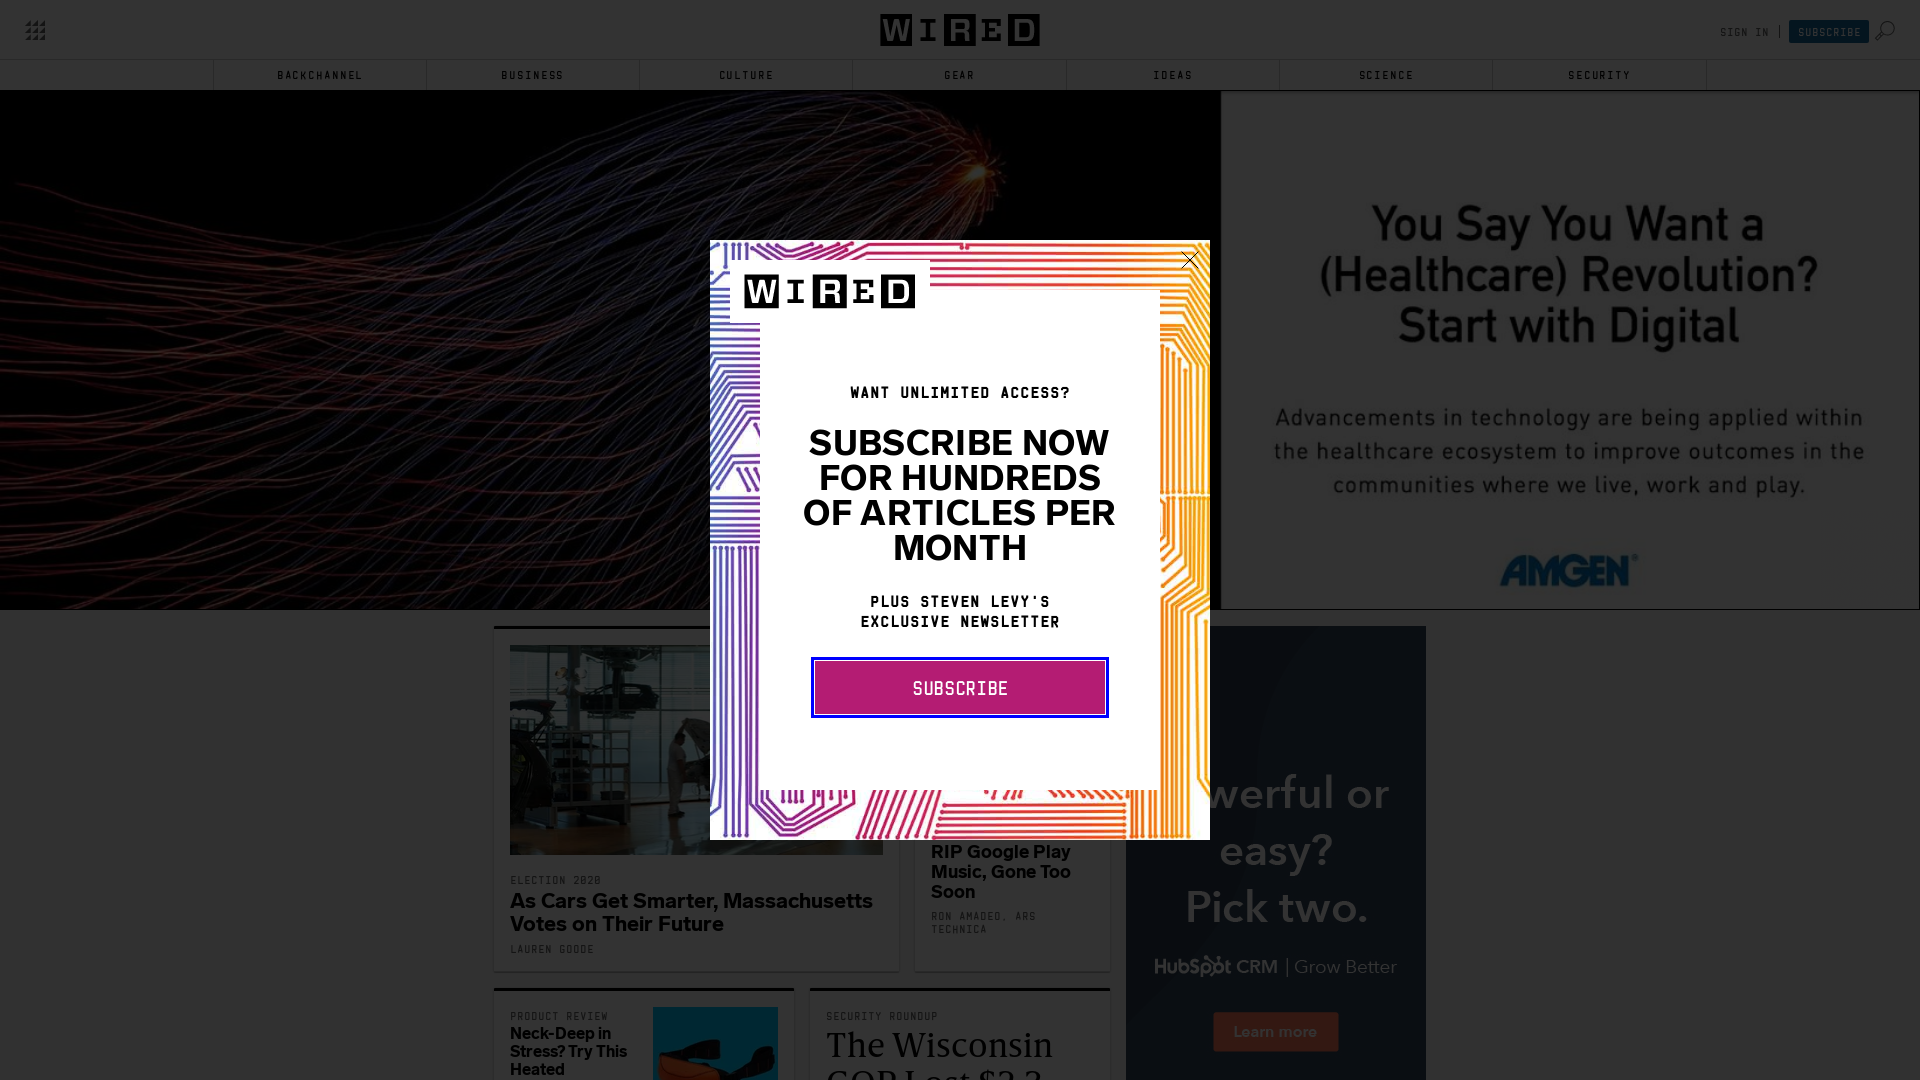 WIRED
SIGN IN | SUBSCRIBE
BACKCHANNEL
BUSINESS
CULTURE
GEAR
IDEAS
SCIENCE
SECURITY
You Say You Want a
(Healthcare) Revolution?
Start with Digital
Advancements in technology are being applied within
the healthcare ecosystem to improve outcomes in the
communities where we live, work and play.
AMGEN®
WIRED
WANT UNLIMITED ACCESS?
SUBSCRIBE NOW
FOR HUNDREDS
OF ARTICLES PER
MONTH
PLUS STEVEN LEVY'S
EXCLUSIVE NEWSLETTER
SUBSCRIBE
ELECTION 2020
As Cars Get Smarter, Massachusetts
Votes on Their Future
LAUREN GOODE
RIP Google Play
Music, Gone Too
Soon
RON AMADEO, ARS
TECHNICA
or
easy?
Pick two.
HubSpot CRM | Grow Better
Learn more
PRODUCT REVIEW
Neck-Deep in
Stress? Try This
Heated
SECURITY ROUNDUP
The Wisconsin
GOP Lost $2.3